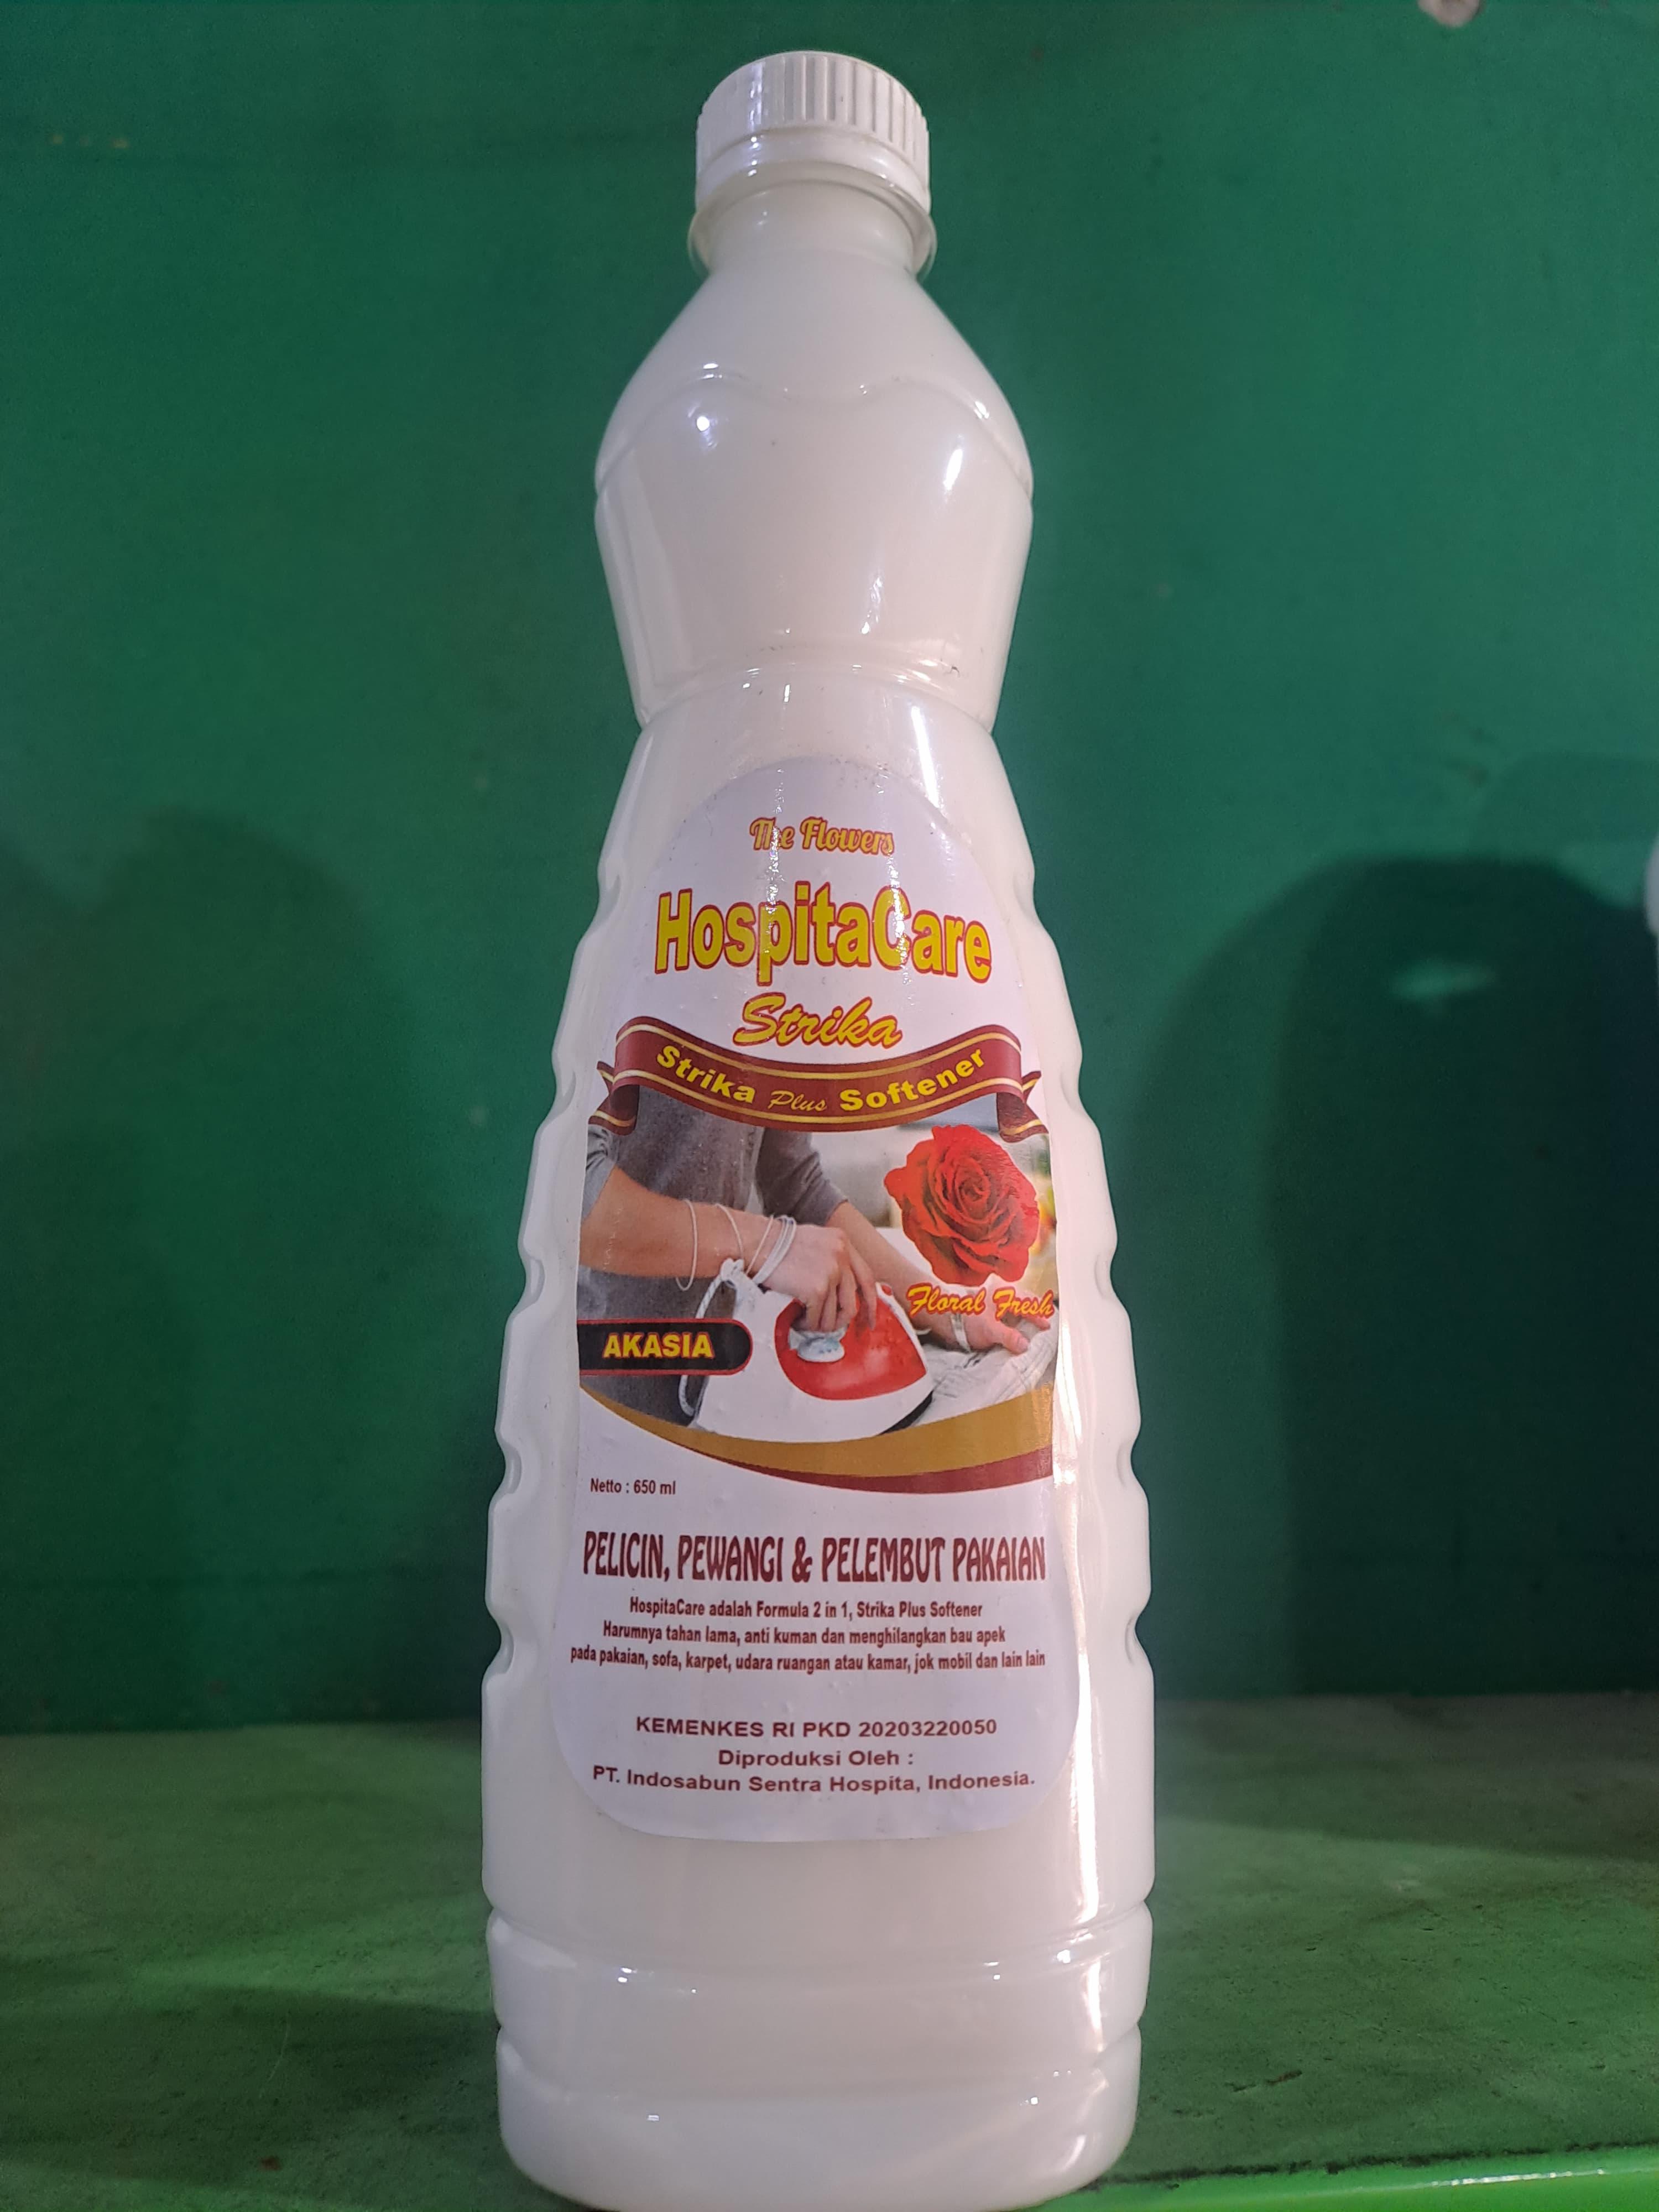 The Flowers
HospitaCare
Strika
Strika Plus Softener
Floral Fresh
AKASIA
Netto : 650 ml
PELICIN, PEWANGI & PELEMBUT PAKAIAN
HospitaCare adalah Formula 2 in 1, Strika Plus Softener
Harumnya tahan lama, anti kuman dan menghilangkan bau apek
pada pakaian, sofa, karpet, udara ruangan atau kamar, jok mobil dan lain lain
KEMENKES RI PKD 20203220050
Diproduksi Oleh :
PT. Indosabun Sentra Hospita, Indonesia.